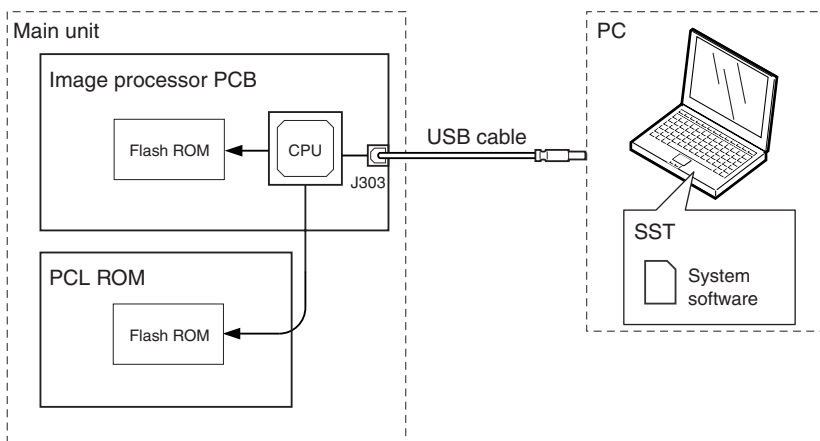 Main unit
Image processor PCB
Flash ROM
CPU
J303
USB cable
PCL ROM
Flash ROM
PC
SST
System
software